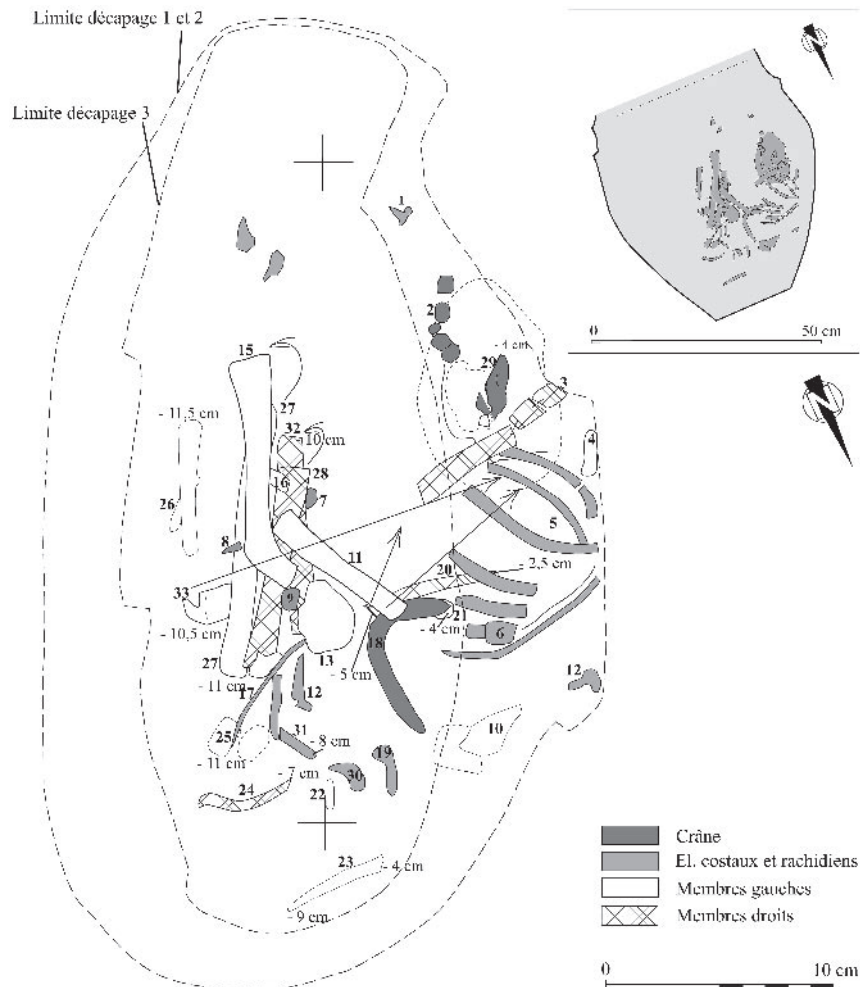 Limite décapage 1 et 2
Limite décapage 3
0 50 cm
1
2
- 4 cm
29
3
15
27
- 11,5 cm
32
- 10 cm
4
16
28
26
7
5
8
11
20
- 2,5 cm
33
9
21
- 4 cm
6
- 10,5 cm
18
13
27
- 11 cm
17
12
- 5 cm
12
25
31
- 8 cm
10
- 11 cm
- 7 cm
19
30
24
22
23
- 4 cm
- 9 cm
Crâne
El. costaux et rachidiens
Membres gauches
Membres droits
0 10 cm